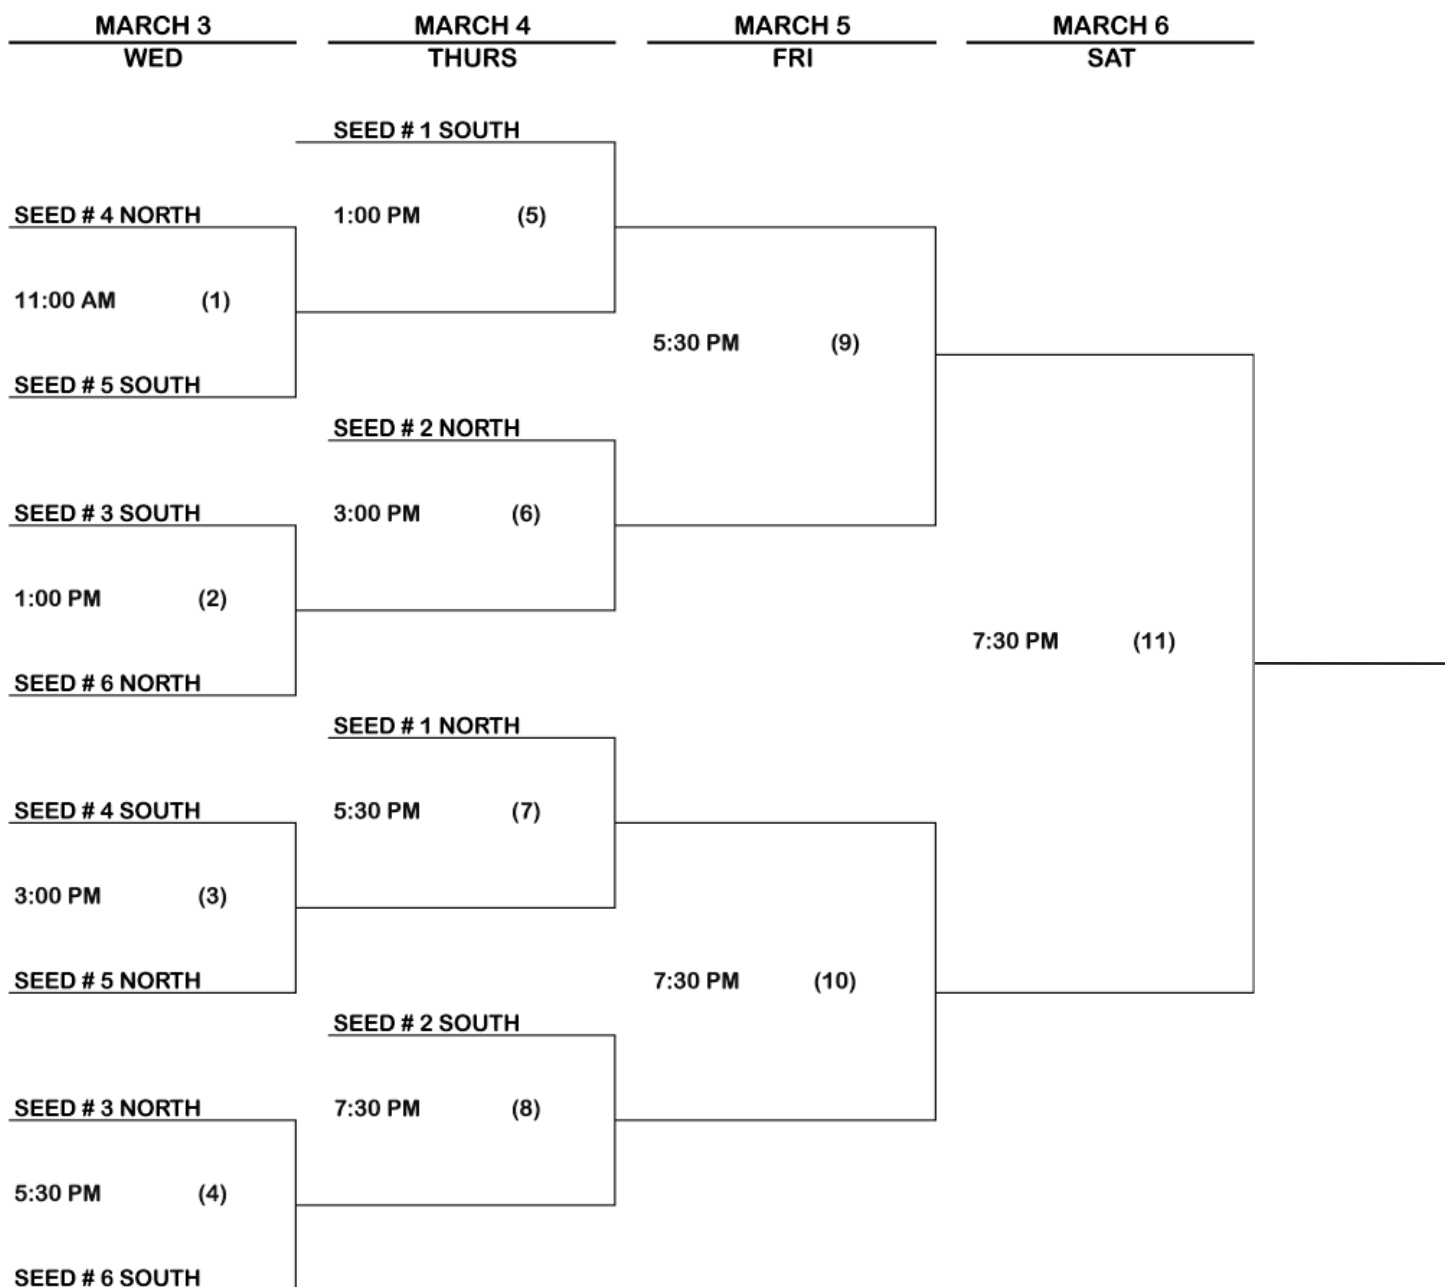 MARCH 3
WED
MARCH 4
THURS
MARCH 5
FRI
MARCH 6
SAT
SEED # 4 NORTH
11:00 AM (1)
SEED # 5 SOUTH
SEED # 3 SOUTH
1:00 PM (2)
SEED # 6 NORTH
SEED # 4 SOUTH
3:00 PM (3)
SEED # 5 NORTH
SEED # 3 NORTH
5:30 PM (4)
SEED # 6 SOUTH
SEED # 1 SOUTH
1:00 PM (5)
SEED # 2 NORTH
3:00 PM (6)
SEED # 1 NORTH
5:30 PM (7)
SEED # 2 SOUTH
7:30 PM (8)
5:30 PM (9)
7:30 PM (10)
7:30 PM (11)